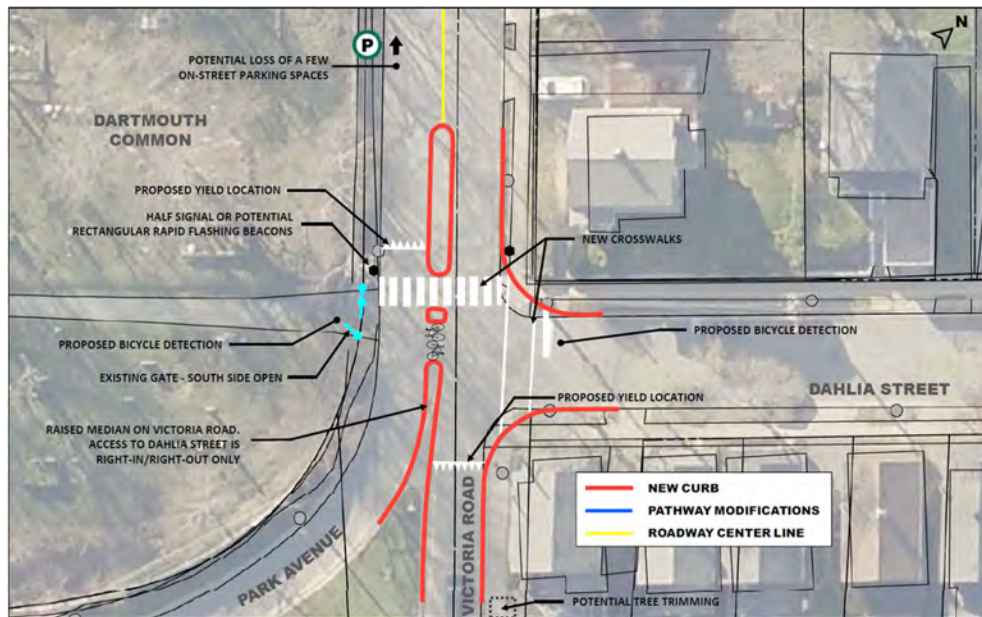 N
P
POTENTIAL LOSS OF A FEW
ON-STREET PARKING SPACES
DARTMOUTH
COMMON
PROPOSED YIELD LOCATION
HALF SIGNAL OR POTENTIAL
RECTANGULAR RAPID FLASHING BEACONS
NEW CROSSWALKS
PROPOSED BICYCLE DETECTION
PROPOSED BICYCLE DETECTION
EXISTING GATE - SOUTH SIDE OPEN
DAHLIA STREET
PROPOSED YIELD LOCATION
RAISED MEDIAN ON VICTORIA ROAD.
ACCESS TO DAHLIA STREET IS
RIGHT-IN/RIGHT-OUT ONLY
NEW CURB
PATHWAY MODIFICATIONS
ROADWAY CENTER LINE
PARK AVENUE
VICTORIA ROAD
POTENTIAL TREE TRIMMING